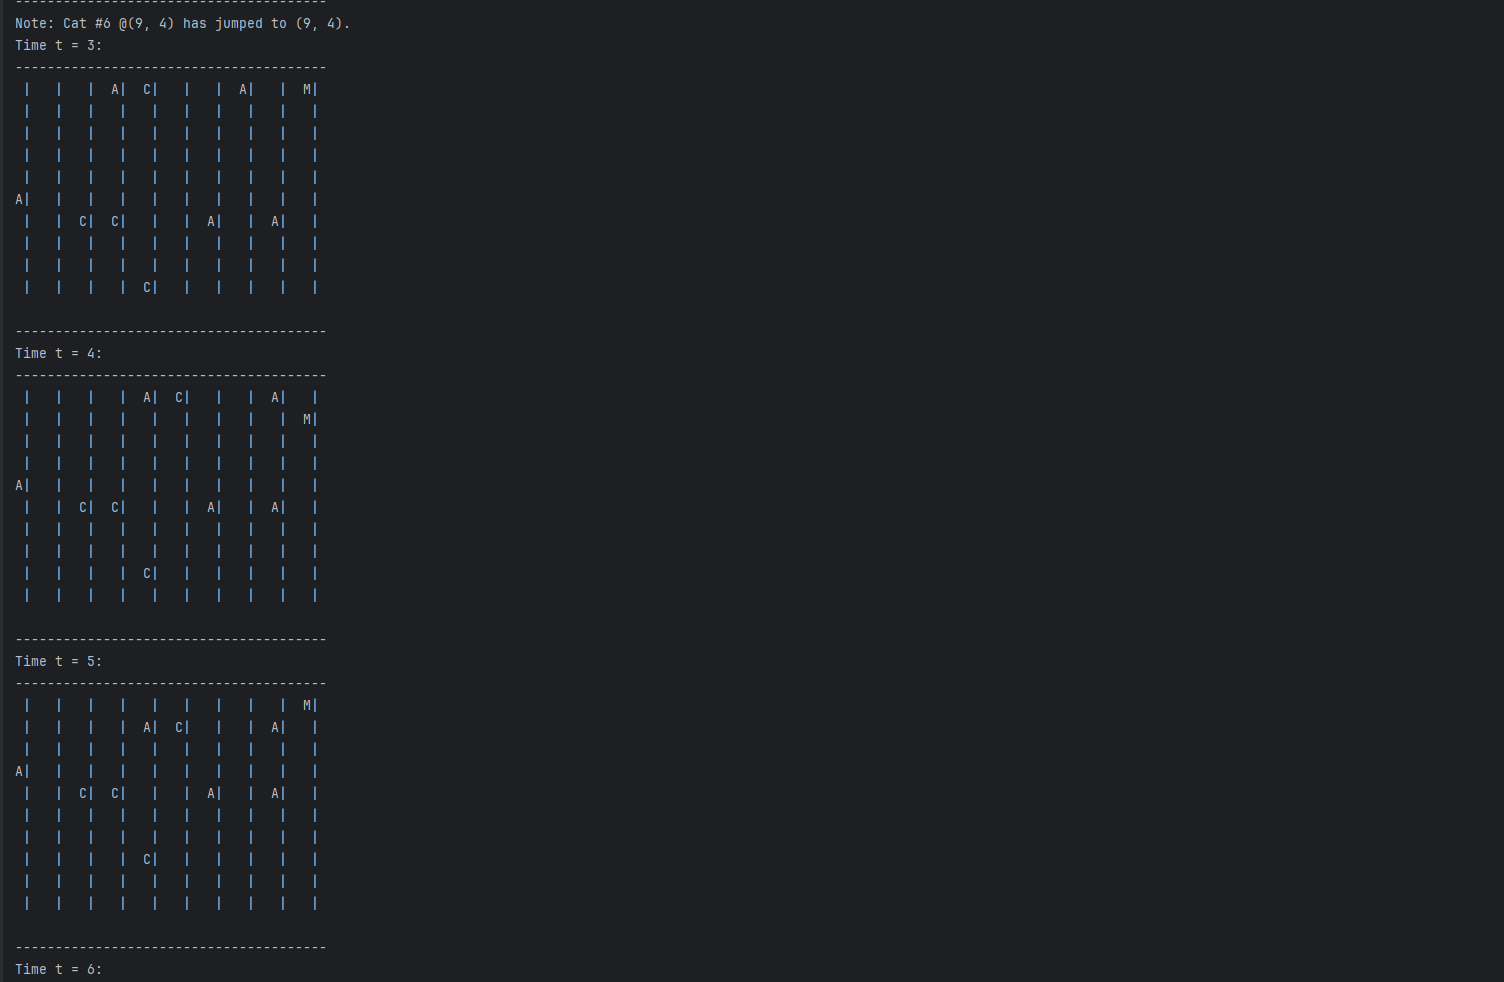 ---------------------------------------
Note: Cat #6 @(9, 4) has jumped to (9, 4).
Time t = 3:
---------------------------------------
 |   |   |  A|  C|   |   |  A|   |  M|
 |   |   |   |   |   |   |   |   |   |
 |   |   |   |   |   |   |   |   |   |
 |   |   |   |   |   |   |   |   |   |
 |   |   |   |   |   |   |   |   |   |
A|   |   |   |   |   |   |   |   |   |
 |   |  C|  C|   |   |  A|   |  A|   |
 |   |   |   |   |   |   |   |   |   |
 |   |   |   |   |   |   |   |   |   |
 |   |   |   |  C|   |   |   |   |   |

---------------------------------------
Time t = 4:
---------------------------------------
 |   |   |   |  A|  C|   |   |  A|   |
 |   |   |   |   |   |   |   |   |  M|
 |   |   |   |   |   |   |   |   |   |
 |   |   |   |   |   |   |   |   |   |
A|   |   |   |   |   |   |   |   |   |
 |   |  C|  C|   |   |  A|   |  A|   |
 |   |   |   |   |   |   |   |   |   |
 |   |   |   |   |   |   |   |   |   |
 |   |   |   |  C|   |   |   |   |   |
 |   |   |   |   |   |   |   |   |   |

---------------------------------------
Time t = 5:
---------------------------------------
 |   |   |   |   |   |   |   |   |  M|
 |   |   |   |  A|  C|   |   |  A|   |
 |   |   |   |   |   |   |   |   |   |
A|   |   |   |   |   |   |   |   |   |
 |   |  C|  C|   |   |  A|   |  A|   |
 |   |   |   |   |   |   |   |   |   |
 |   |   |   |   |   |   |   |   |   |
 |   |   |   |  C|   |   |   |   |   |
 |   |   |   |   |   |   |   |   |   |
 |   |   |   |   |   |   |   |   |   |

---------------------------------------
Time t = 6: